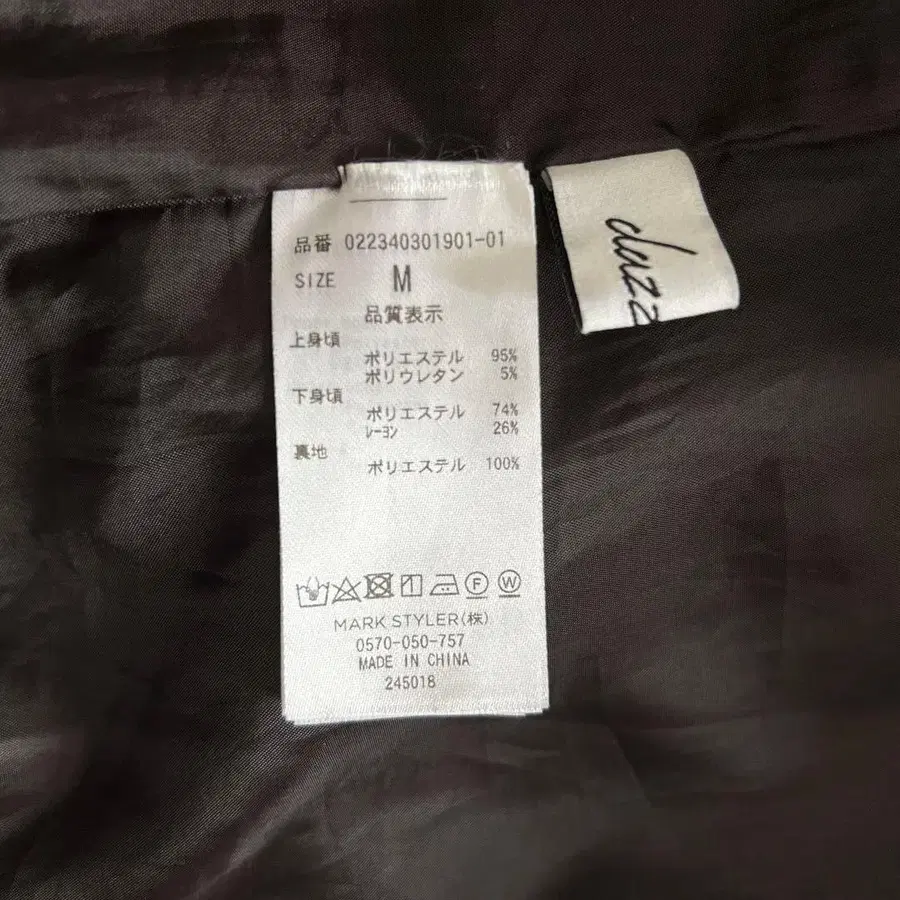 品番 022340301901-01
SIZE M
品質表示
上身頃
ポリエステル 95%
ポリウレタン 5%
下身頃
ポリエステル 74%
ﾚｰﾖﾝ 26%
裏地
ポリエステル 100%
F W
MARK STYLER(株)
0570-050-757
MADE IN CHINA
245018
dazz